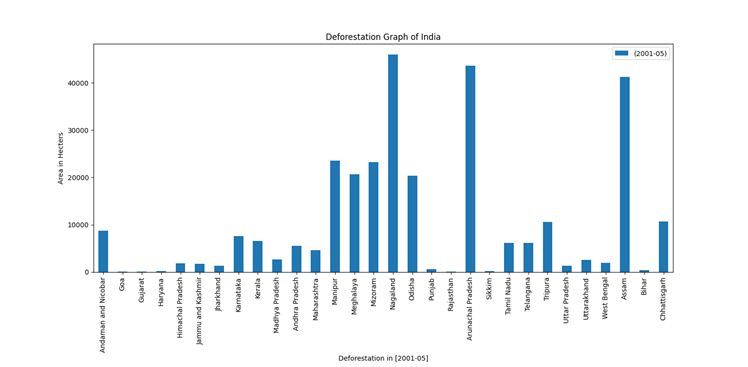 Deforestation Graph of India
(2001-05)
Area in Hecters
40000
30000
20000
10000
0
Andaman and Nicobar
Goa
Gujarat
Haryana
Himachal Pradesh
Jammu and Kashmir
Jharkhand
Karnataka
Kerala
Madhya Pradesh
Andhra Pradesh
Maharashtra
Manipur
Meghalaya
Mizoram
Nagaland
Odisha
Punjab
Rajasthan
Arunachal Pradesh
Sikkim
Tamil Nadu
Telangana
Tripura
Uttar Pradesh
Uttarakhand
West Bengal
Assam
Bihar
Chhattisgarh
Deforestation in [2001-05]